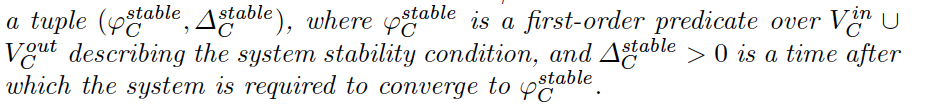 a tuple (φ_C^{stable}, Δ_C^{stable}), where φ_C^{stable} is a first-order predicate over V_C^{in} ∪
V_C^{out} describing the system stability condition, and Δ_C^{stable} > 0 is a time after
which the system is required to converge to φ_C^{stable}.